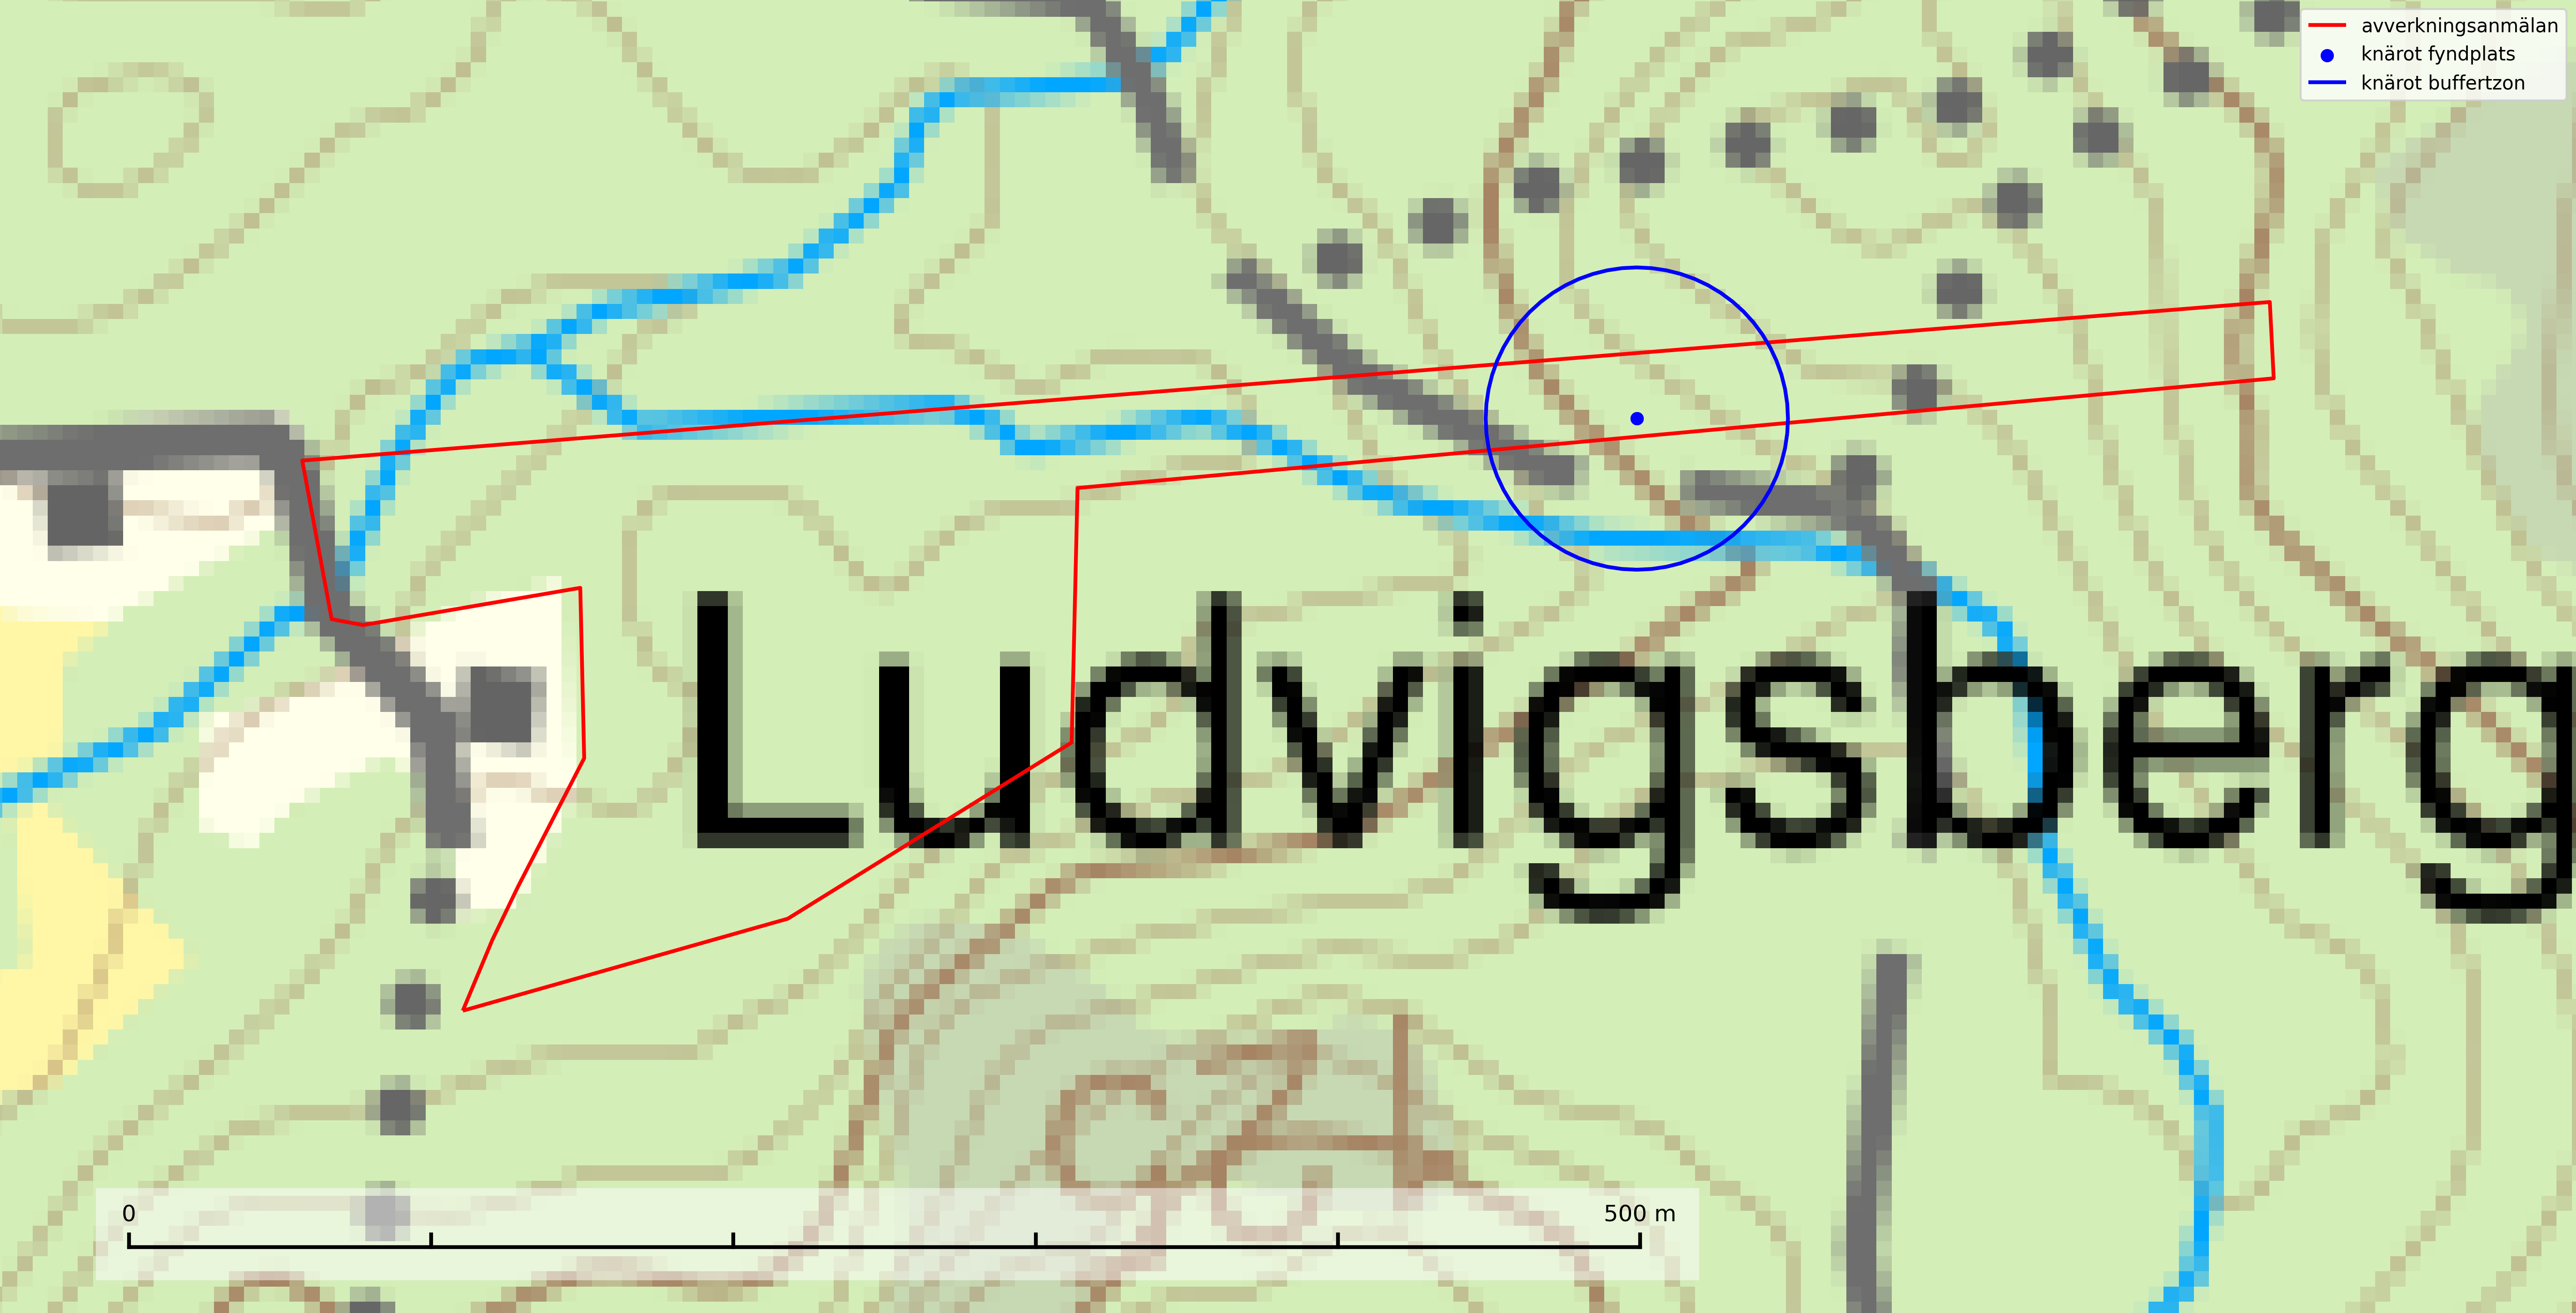 avverkningsanmälan
knärot fyndplats
knärot buffertzon
Ludvigsberg
0 500 m